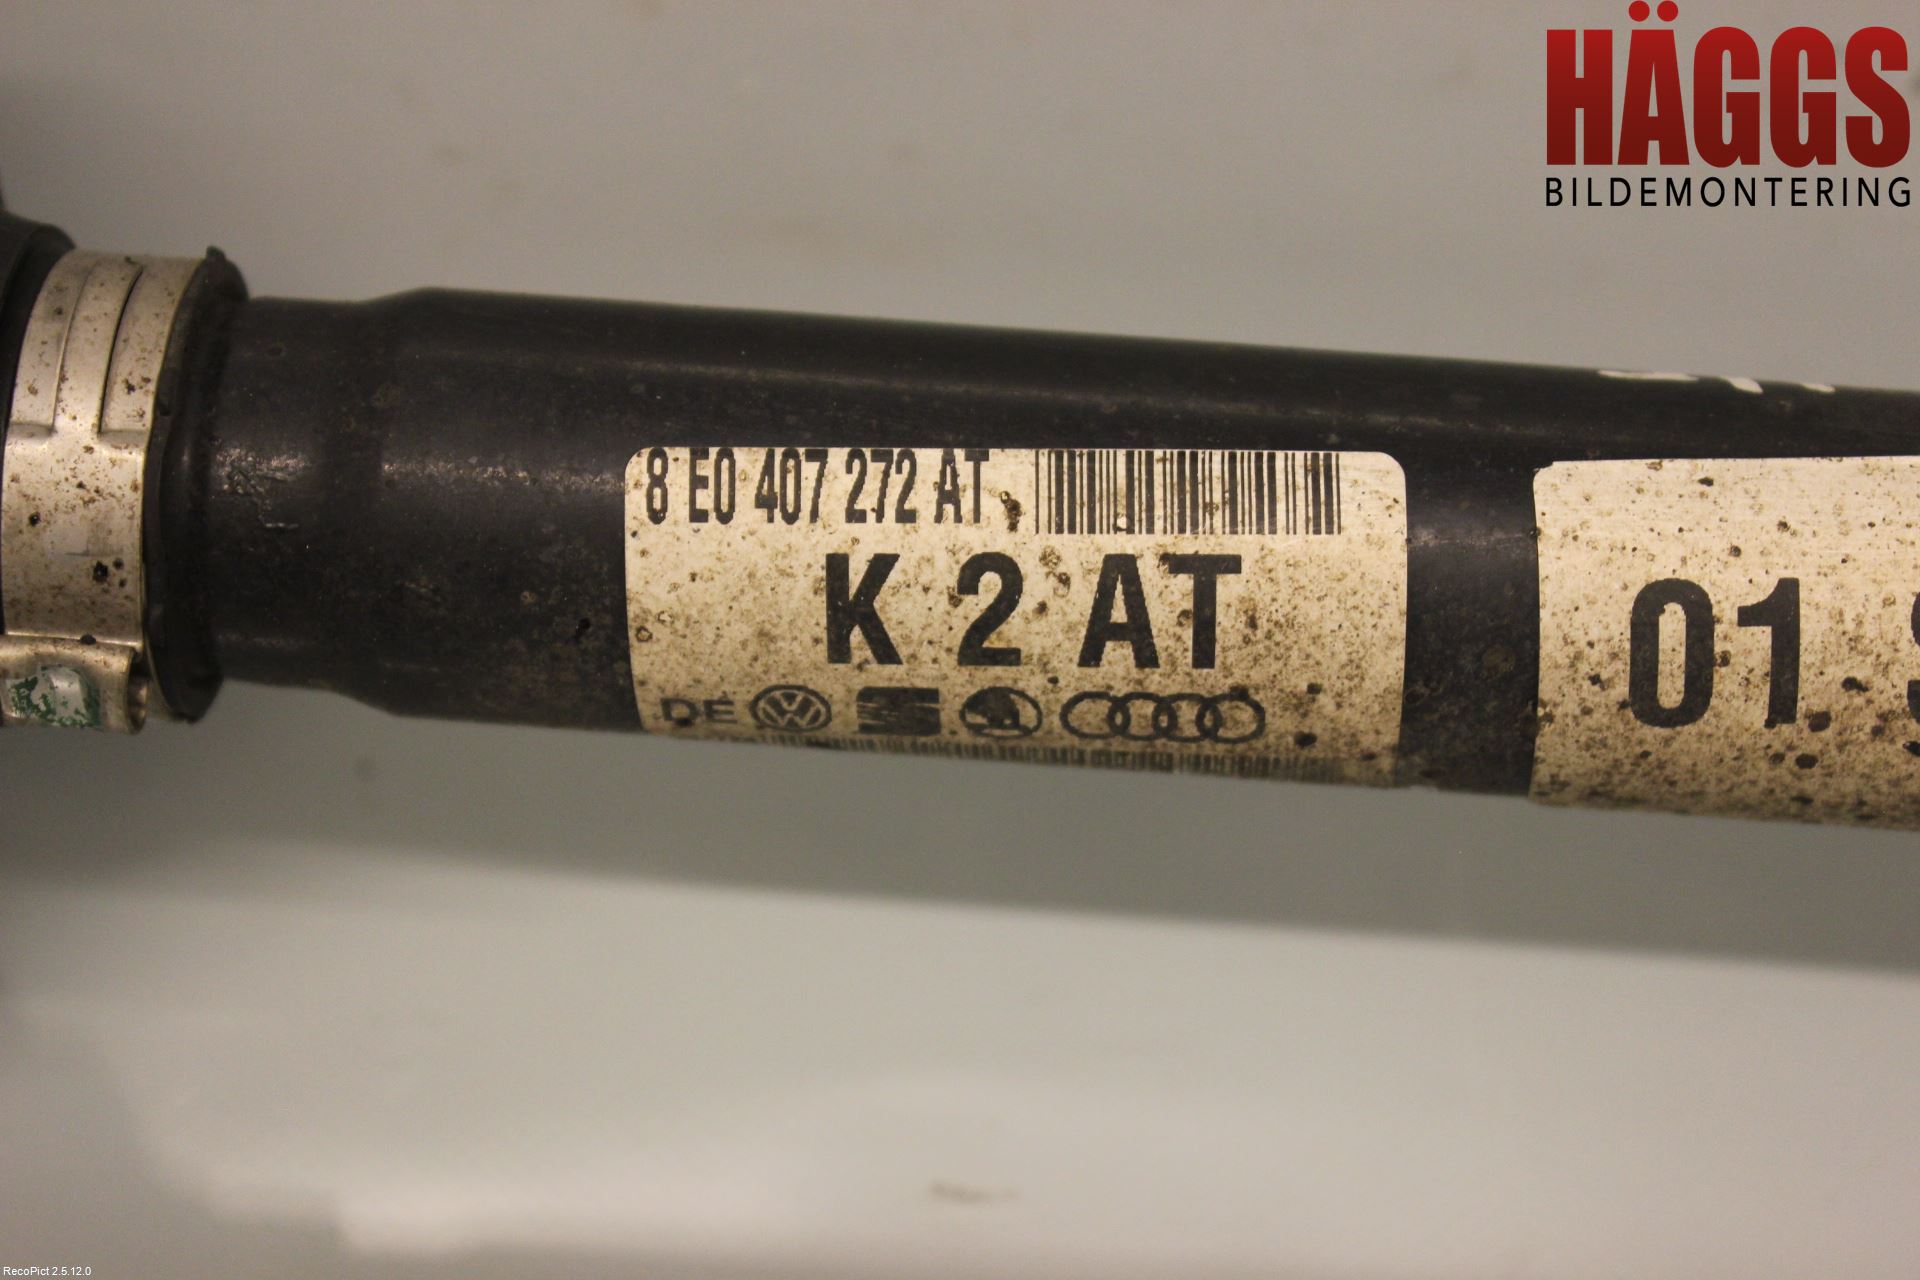 HÄGGS
BILDEMONTERING
8 E0 407 272 AT
K 2 AT
DE
01
RecoPict 2.5.12.0